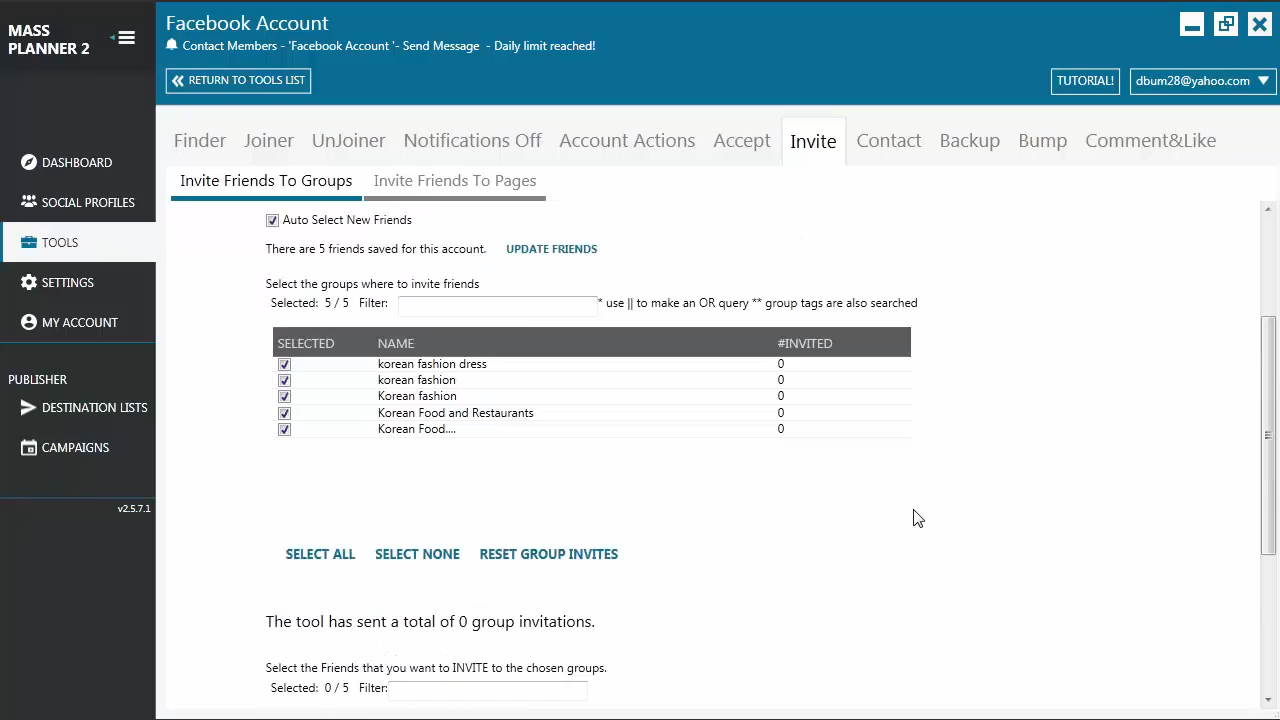 MASS
PLANNER 2
Facebook Account
Contact Members - 'Facebook Account '- Send Message - Daily limit reached!
RETURN TO TOOLS LIST
TUTORIAL!
dbum28@yahoo.com
Finder Joiner UnJoiner Notifications Off Account Actions Accept Invite Contact Backup Bump Comment&Like
Invite Friends To Groups Invite Friends To Pages
DASHBOARD
SOCIAL PROFILES
TOOLS
SETTINGS
MY ACCOUNT
PUBLISHER
DESTINATION LISTS
CAMPAIGNS
v2.5.7.1
Auto Select New Friends
There are 5 friends saved for this account. UPDATE FRIENDS
Select the groups where to invite friends
Selected: 5 / 5 Filter: * use || to make an OR query ** group tags are also searched
SELECTED NAME #INVITED
korean fashion dress 0
korean fashion 0
Korean fashion 0
Korean Food and Restaurants 0
Korean Food.... 0
SELECT ALL SELECT NONE RESET GROUP INVITES
The tool has sent a total of 0 group invitations.
Select the Friends that you want to INVITE to the chosen groups.
Selected: 0 / 5 Filter: